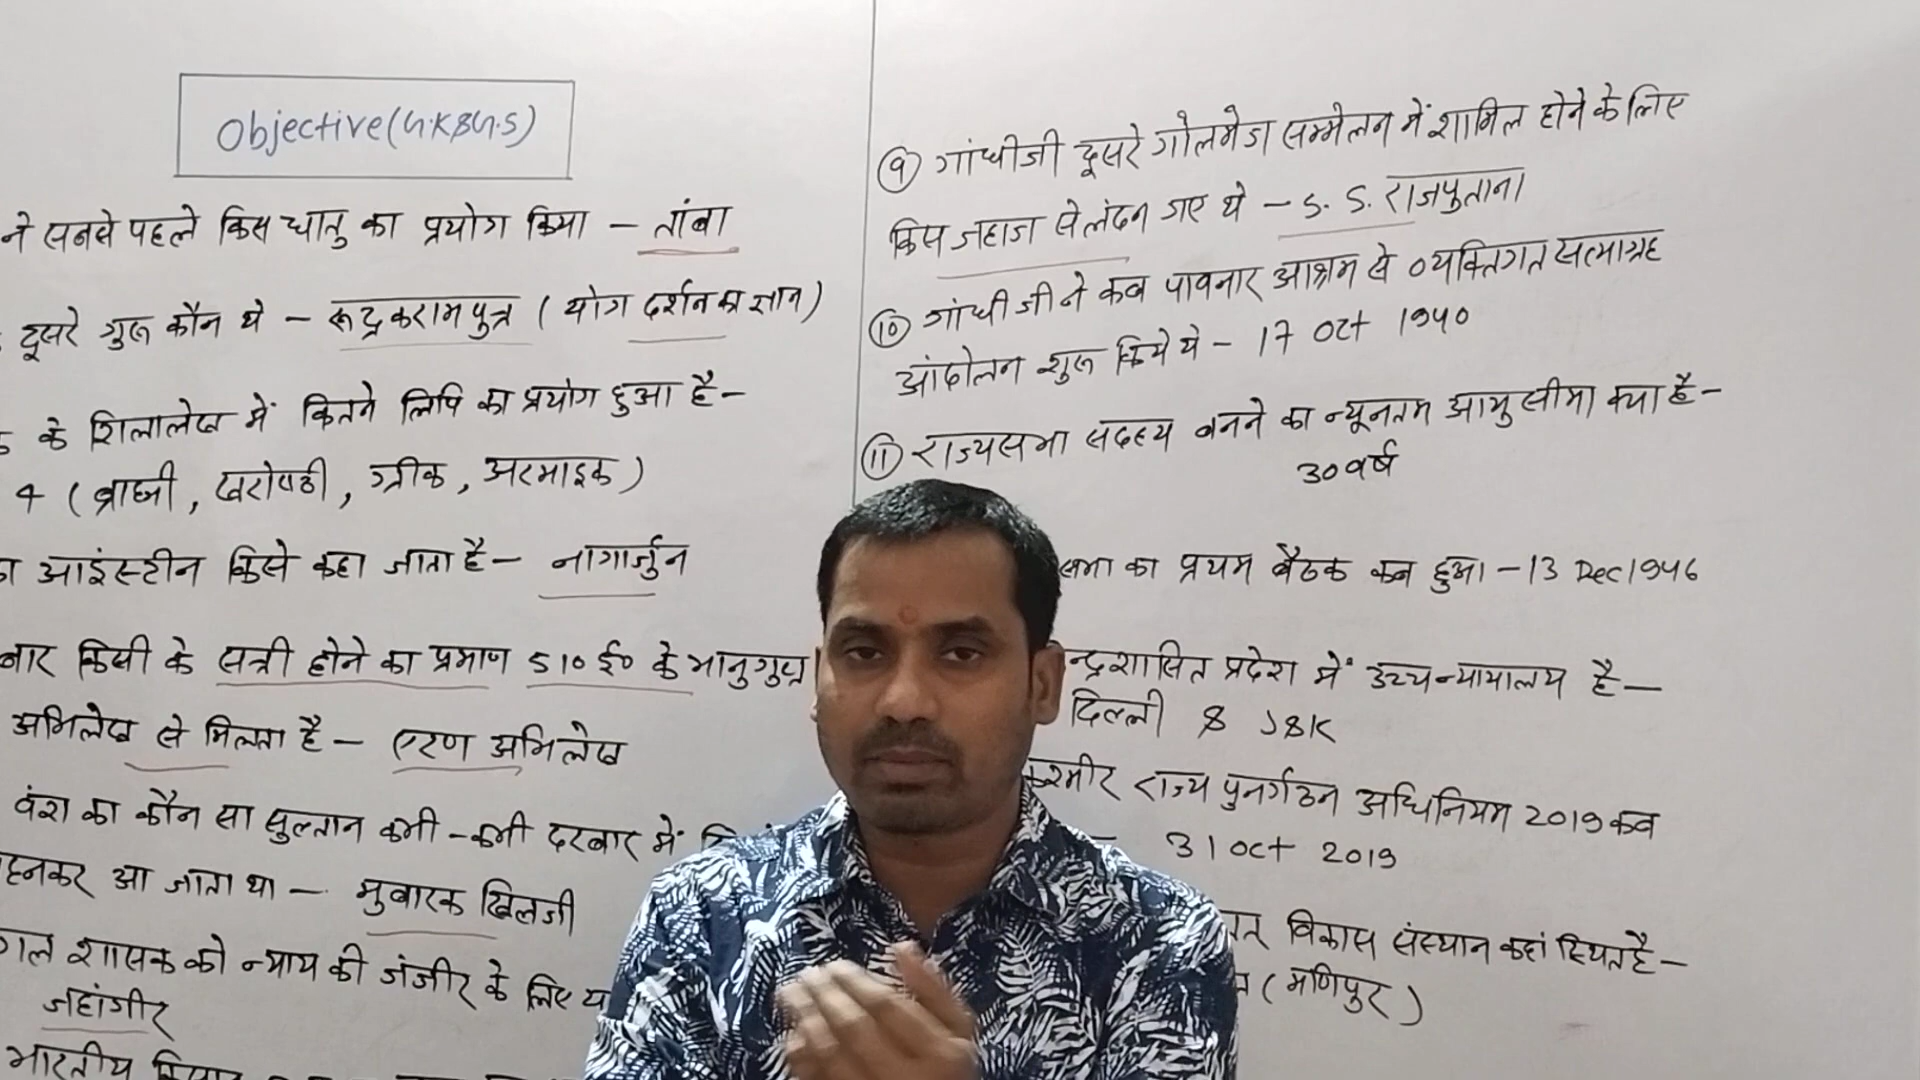 Objective(G.K&G.S)
ने सबसे पहले किस धातु का प्रयोग किया – तांबा
दूसरे गुरू कौन थे – रूद्रकरामपुत्र ( योग दर्शन का ज्ञान )
के शिलालेख में कितने लिपि का प्रयोग हुआ है–
4 ( ब्राह्मी , खरोष्ठी , ग्रीक , अरमाइक )
आइंस्टीन किसे कहा जाता है – नागार्जुन
बार किसी के सती होने का प्रमाण 510 ई० के भानुगुप्त
अभिलेख से मिलता है – एरण अभिलेख
वंश का कौन सा सुल्तान कभी -कभी दरबार में
पहनकर आ जाता था – मुबारक खिलजी
गल शासक को न्याय की जंजीर के लिए
जहांगीर
भारतीय
⑨ गांधीजी दूसरे गोलमेज सम्मेलन में शामिल होने के लिए
किस जहाज से लंदन गए थे – S. S. राजपुताना
⑩ गांधीजी ने कब पावनार आश्रम से व्यक्तिगत सत्याग्रह
आंदोलन शुरू किये थे – 17 Oct 1940
⑪ राज्यसभा सदस्य बनने का न्यूनतम आयु सीमा क्या है –
30 वर्ष
सभा का प्रथम बैठक कब हुआ – 13 Dec 1946
न्द्रशासित प्रदेश में उच्च न्यायालय है –
दिल्ली & J&K
कश्मीर राज्य पुनर्गठन अधिनियम 2019 कब
– 31 Oct 2019
विकास संस्थान कहां स्थित है –
( मणिपुर )